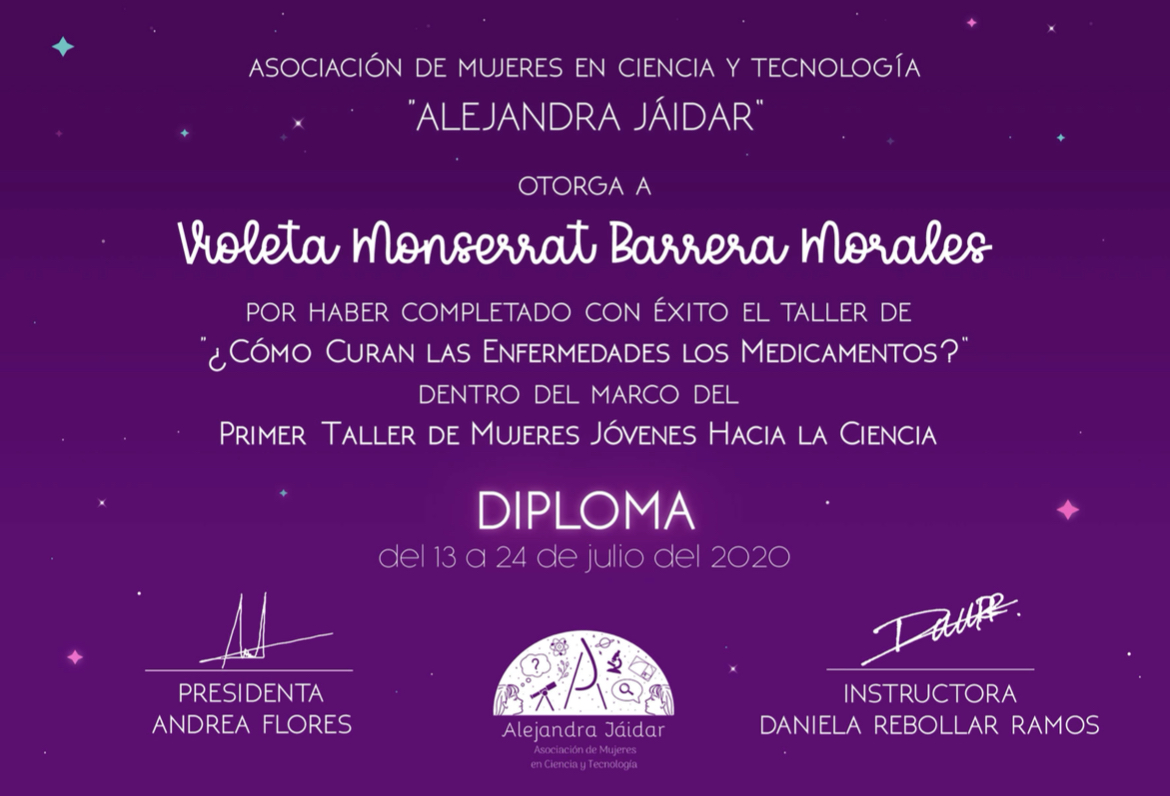 ASOCIACIÓN DE MUJERES EN CIENCIA Y TECNOLOGÍA
"ALEJANDRA JÁIDAR"
OTORGA A
Violeta Monserrat Barrera Morales
POR HABER COMPLETADO CON ÉXITO EL TALLER DE
"¿CÓMO CURAN LAS ENFERMEDADES LOS MEDICAMENTOS?"
DENTRO DEL MARCO DEL
PRIMER TALLER DE MUJERES JÓVENES HACIA LA CIENCIA
DIPLOMA
del 13 a 24 de julio del 2020
PRESIDENTA
ANDREA FLORES
?
Alejandra Jáidar
Asociación de Mujeres
en Ciencia y Tecnología
INSTRUCTORA
DANIELA REBOLLAR RAMOS